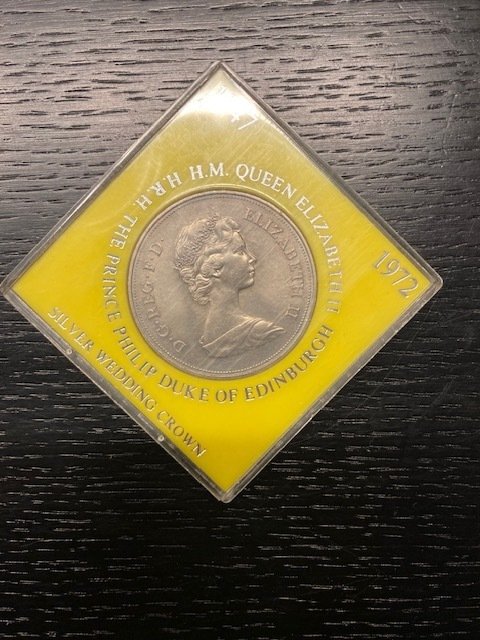 H.M. QUEEN ELIZABETH II
H.R.H. THE PRINCE PHILIP DUKE OF EDINBURGH
1972
SILVER WEDDING CROWN
D·G·REG·F·D·
ELIZABETH II